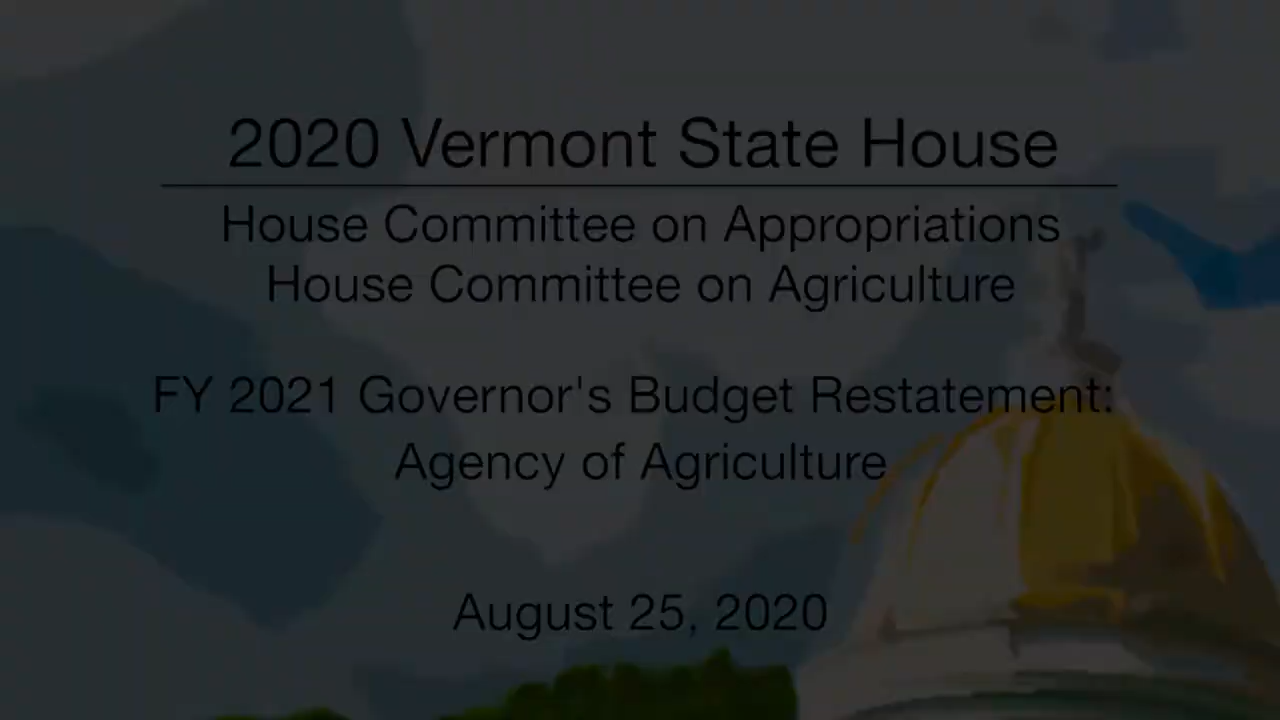 2020 Vermont State House
House Committee on Appropriations
House Committee on Agriculture
FY 2021 Governor's Budget Restatement:
Agency of Agriculture
August 25, 2020